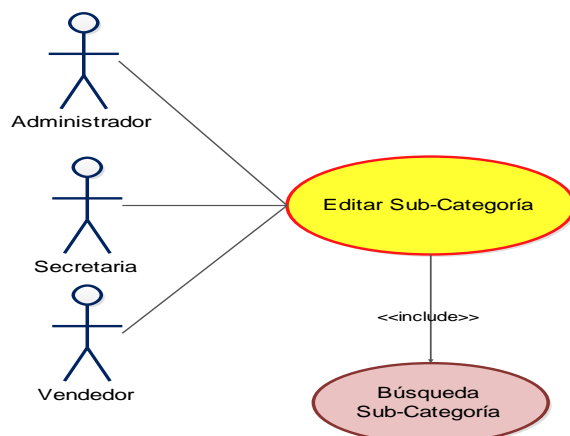 Administrador
Editar Sub-Categoría
Secretaria
<<include>>
Vendedor
Búsqueda
Sub-Categoría